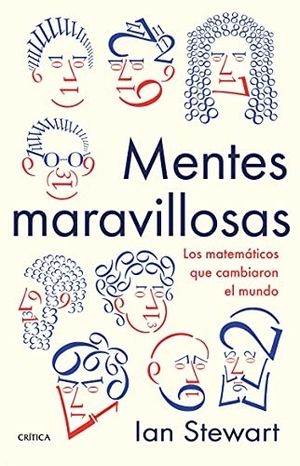 Mentes
maravillosas
Los matemáticos
que cambiaron
el mundo
CRÍTICA
Ian Stewart